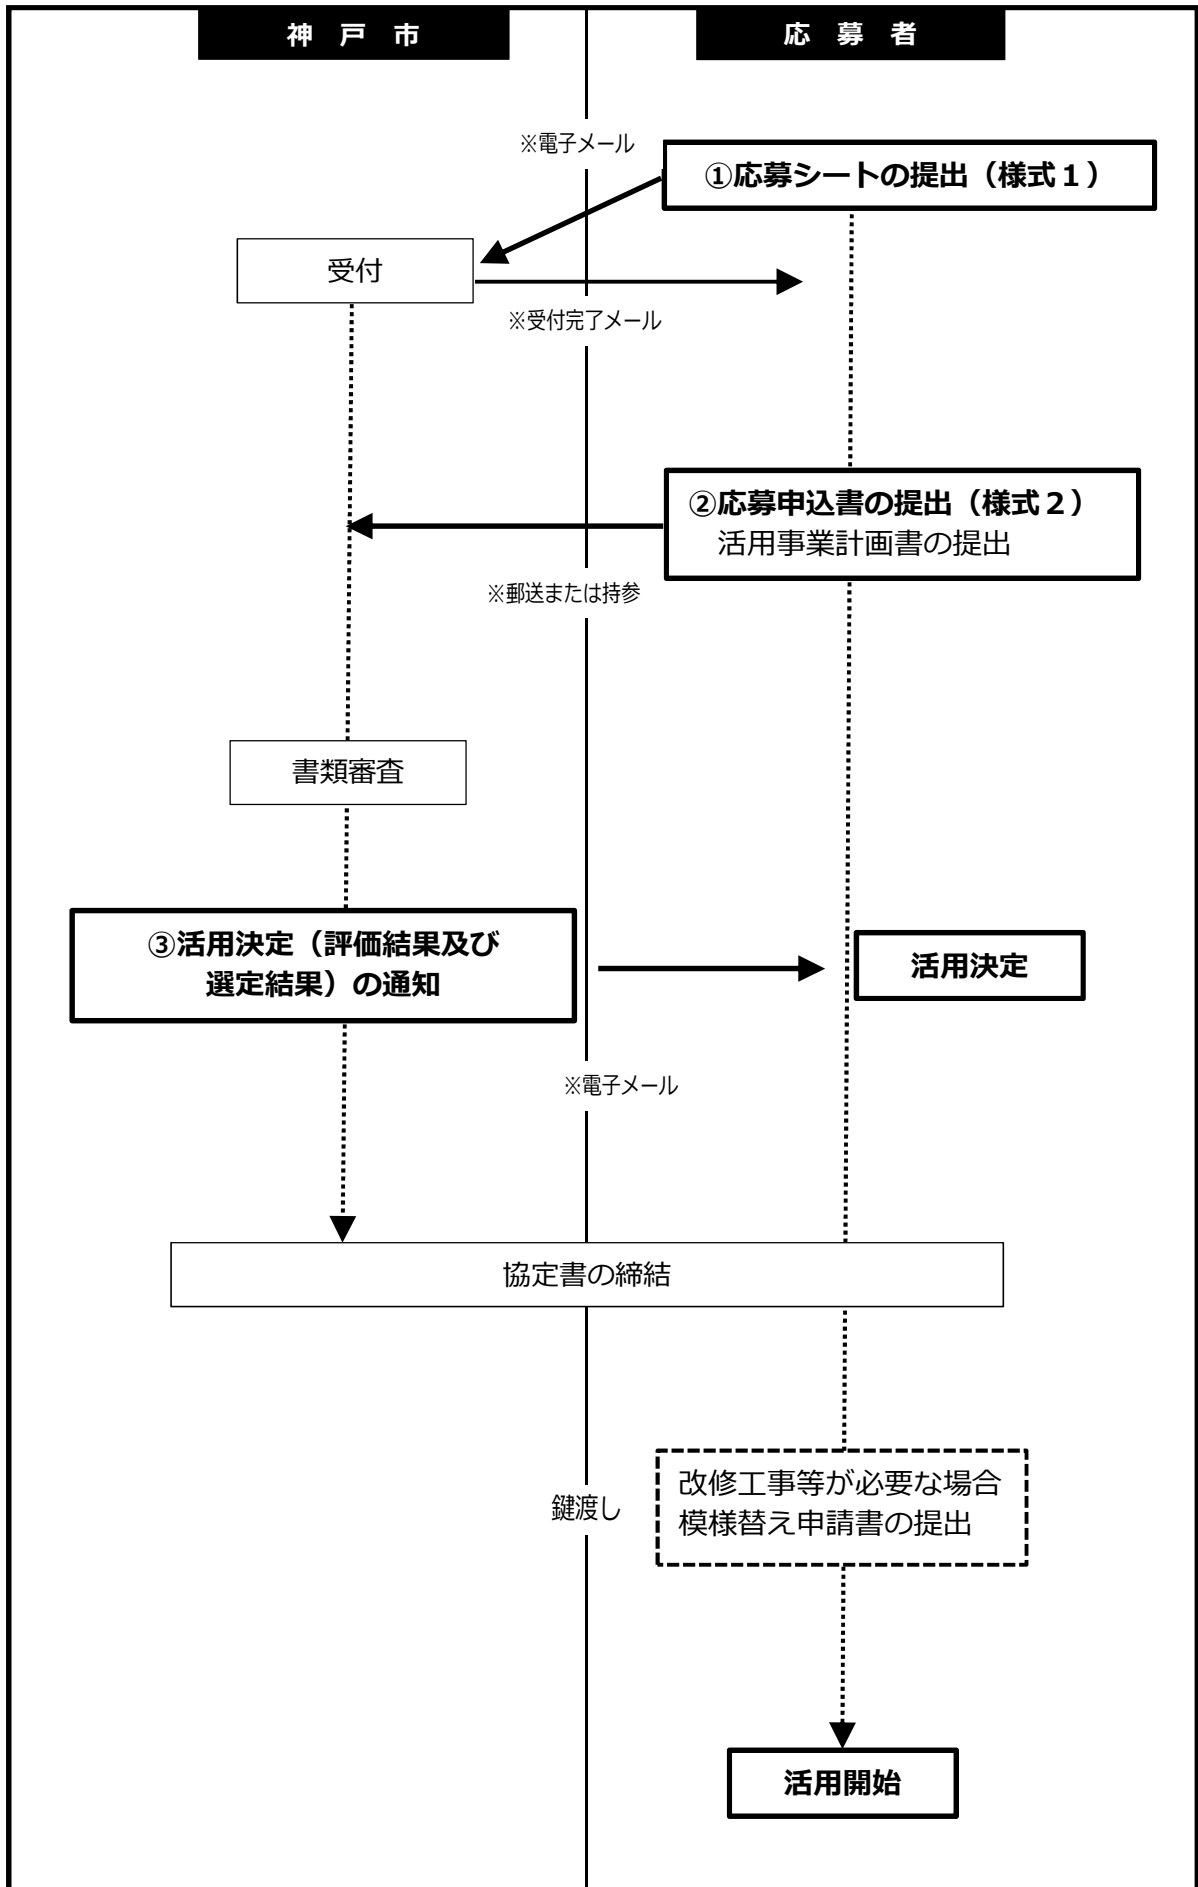 神 戸 市
応 募 者
※電子メール
①応募シートの提出（様式１）
受付
※受付完了メール
②応募申込書の提出（様式２）
活用事業計画書の提出
※郵送または持参
書類審査
③活用決定（評価結果及び
選定結果）の通知
活用決定
※電子メール
協定書の締結
改修工事等が必要な場合
模様替え申請書の提出
鍵渡し
活用開始